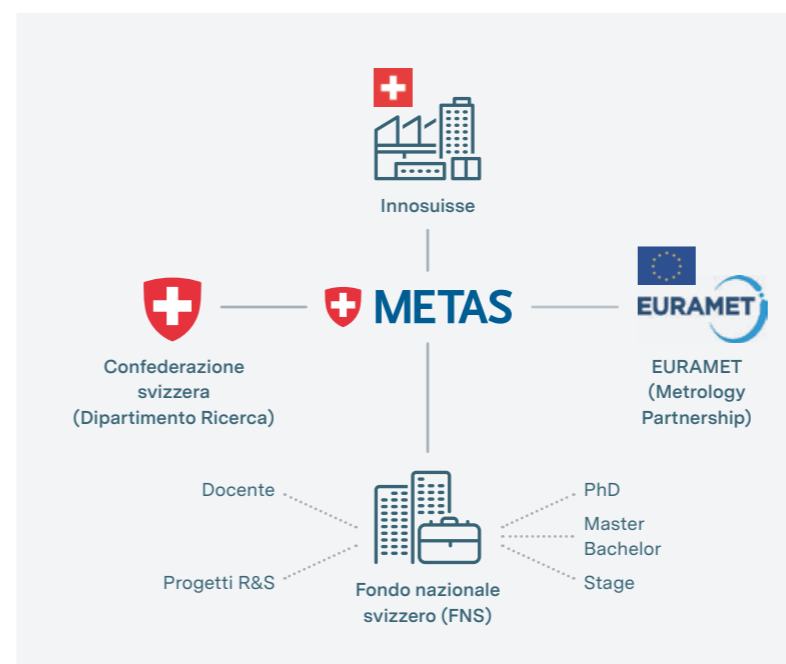 Innosuisse
METAS
EURAMET
Confederazione
svizzera
(Dipartimento Ricerca)
EURAMET
(Metrology
Partnership)
Docente
Progetti R&S
Fondo nazionale
svizzero (FNS)
PhD
Master
Bachelor
Stage